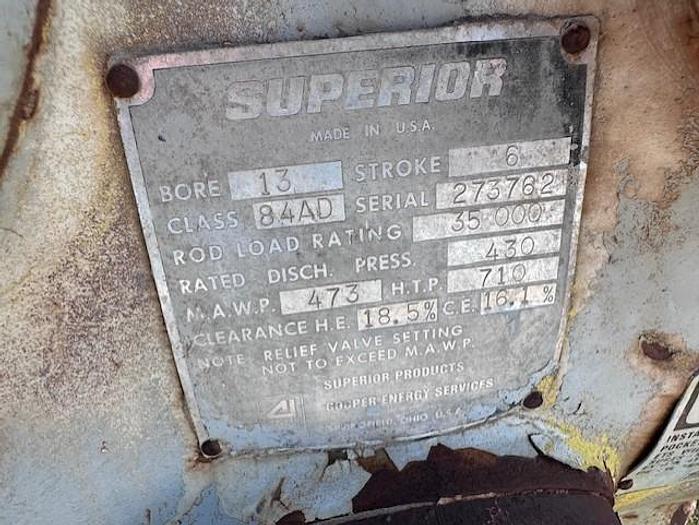 SUPERIOR
MADE IN U.S.A.
BORE 13 STROKE 6
CLASS 84AD SERIAL 273762
ROD LOAD RATING 35 000
RATED DISCH. PRESS. 430
M.A.W.P. 473 H.T.P. 710
CLEARANCE H.E. 18.5% C.E. 16.1%
NOTE RELIEF VALVE SETTING
NOT TO EXCEED M.A.W.P.
SUPERIOR PRODUCTS
COOPER ENERGY SERVICES
OHIO U.S.A.
INSTA